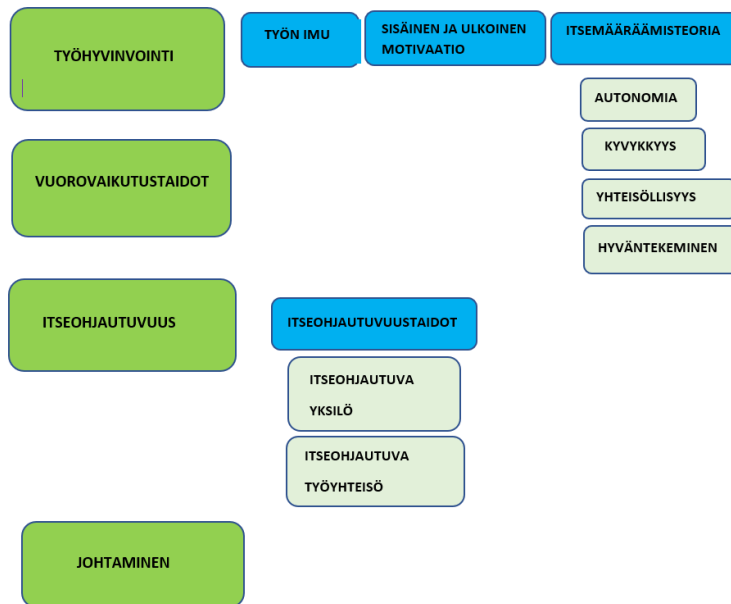 TYÖHYVINVOINTI
TYÖN IMU
SISÄINEN JA ULKOINEN
MOTIVAATIO
ITSEMÄÄRÄÄMISTEORIA
AUTONOMIA
KYVYKKYYS
YHTEISÖLLISYYS
HYVÄNTEKEMINEN
VUOROVAIKUTUSTAIDOT
ITSEOHJAUTUVUUS
ITSEOHJAUTUVUUSTAIDOT
ITSEOHJAUTUVA
YKSILÖ
ITSEOHJAUTUVA
TYÖYHTEISÖ
JOHTAMINEN